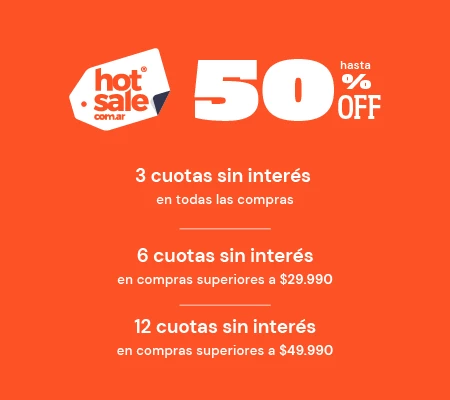 hot®
sale
com.ar
hasta
50%
OFF
3 cuotas sin interés
en todas las compras
6 cuotas sin interés
en compras superiores a $29.990
12 cuotas sin interés
en compras superiores a $49.990